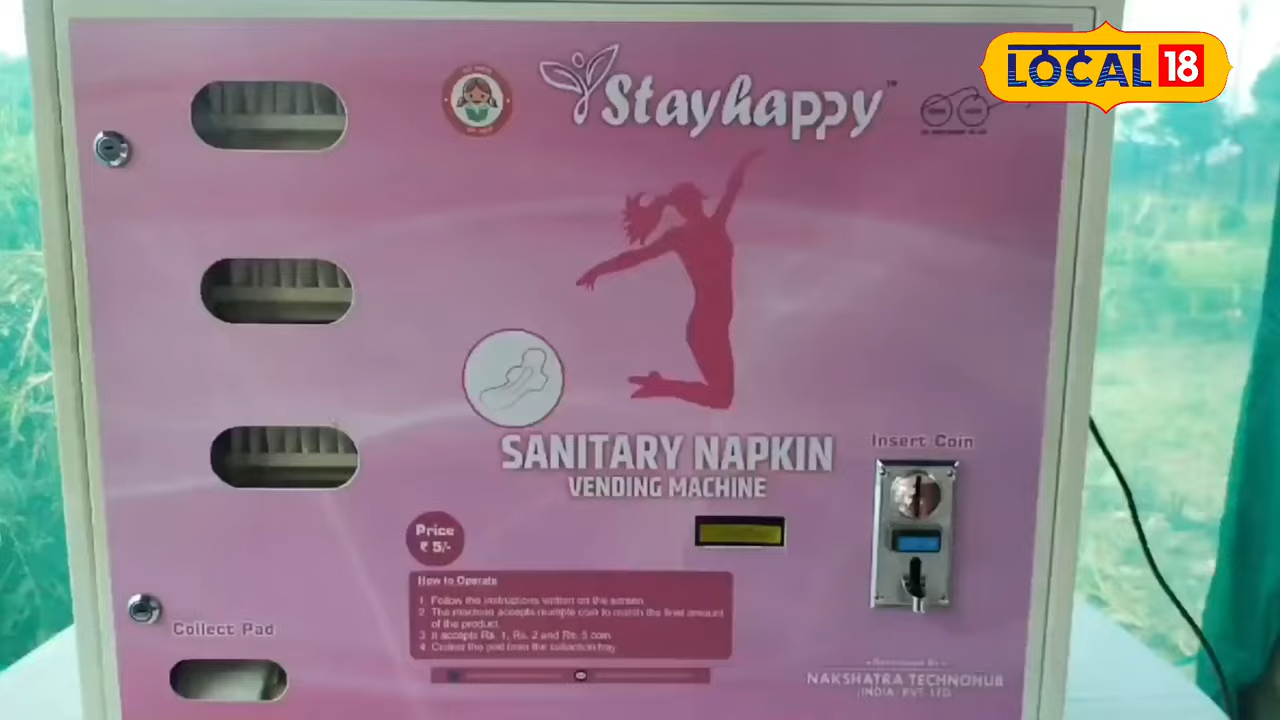 LOCAL 18
Stayhappy™
SANITARY NAPKIN
VENDING MACHINE
Insert Coin
Price
₹ 5/-
How to Operate
1. Follow the instructions written on the screen
2. The machine accepts multiple coin to match the final amount
of the product.
3. It accepts Rs. 1, Rs. 2 and Rs. 5 coin
4. Collect the pad from the collection tray
Collect Pad
NAKSHATRA TECHNOHUB
INDIA PVT. LTD.